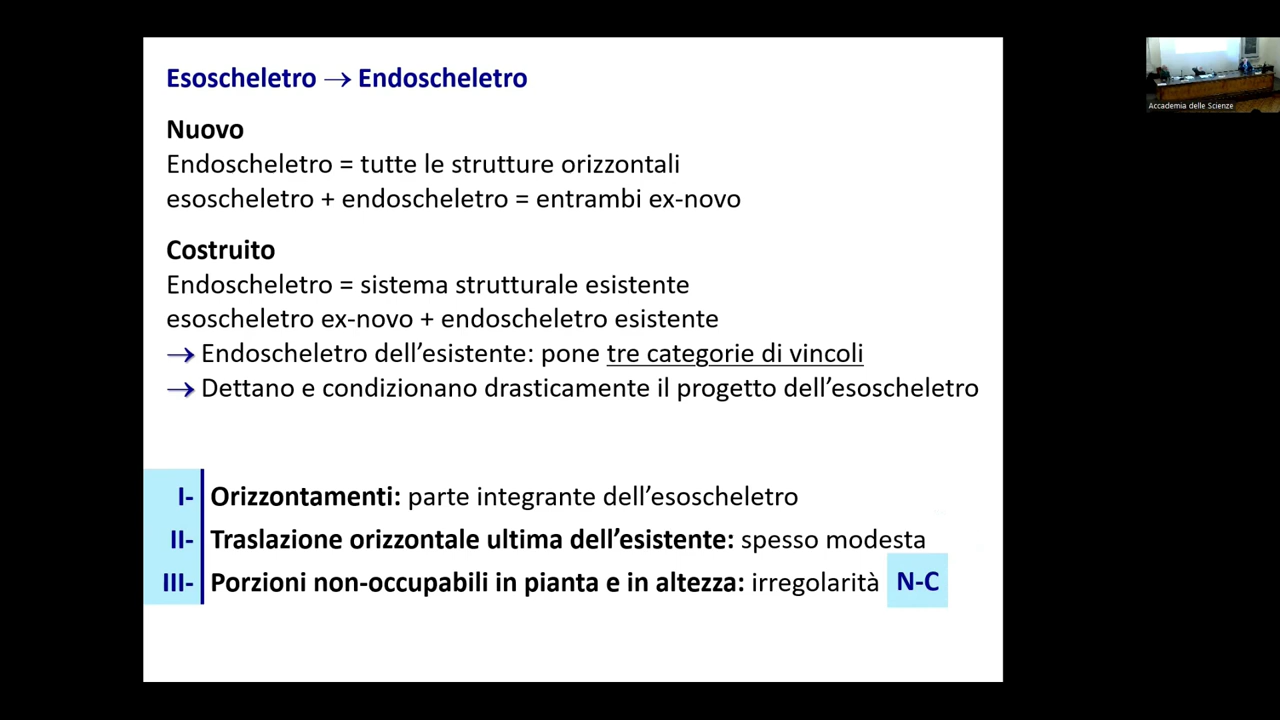 Esoscheletro → Endoscheletro
Nuovo
Endoscheletro = tutte le strutture orizzontali
esoscheletro + endoscheletro = entrambi ex-novo
Costruito
Endoscheletro = sistema strutturale esistente
esoscheletro ex-novo + endoscheletro esistente
→ Endoscheletro dell’esistente: pone tre categorie di vincoli
→ Dettano e condizionano drasticamente il progetto dell’esoscheletro
I- Orizzontamenti: parte integrante dell’esoscheletro
II- Traslazione orizzontale ultima dell’esistente: spesso modesta
III- Porzioni non-occupabili in pianta e in altezza: irregolarità N-C
Accademia delle Scienze